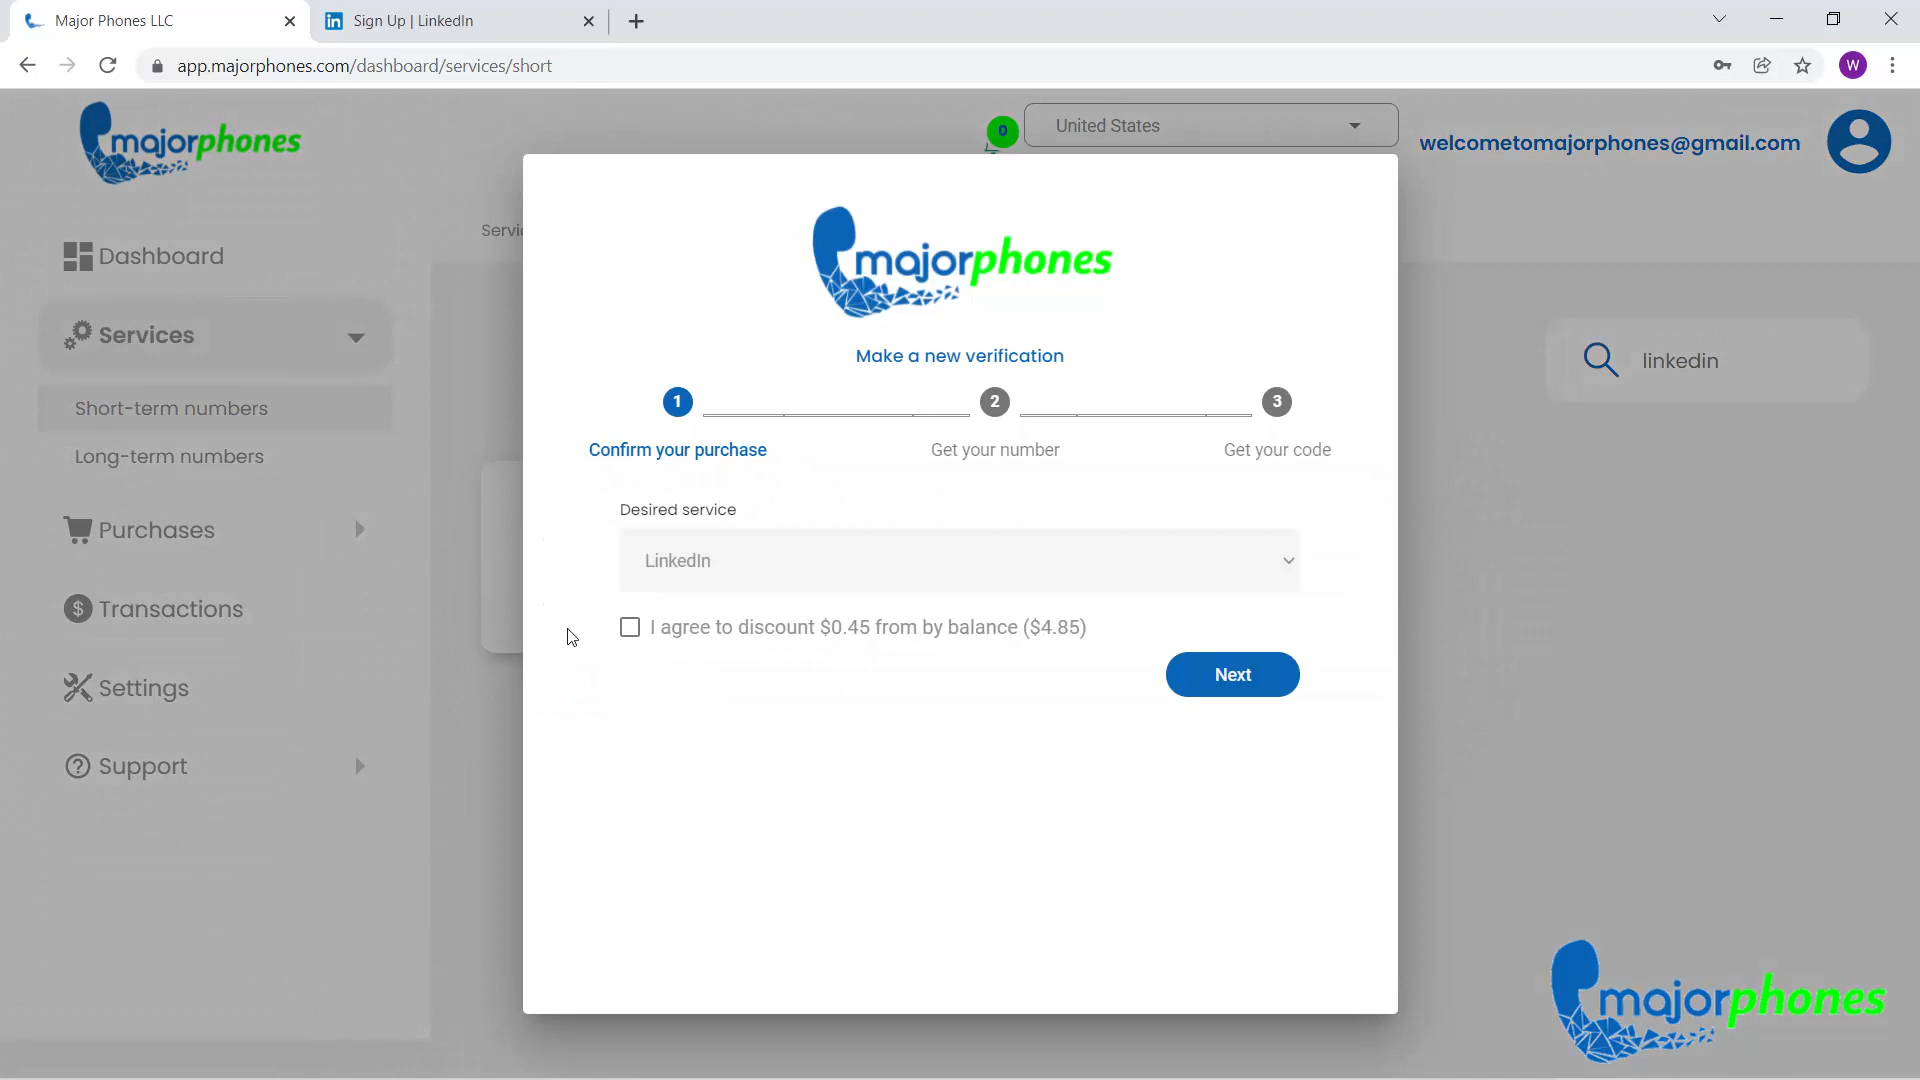 Major Phones LLC
Sign Up | LinkedIn
app.majorphones.com/dashboard/services/short
W
majorphones
0
United States
welcometomajorphones@gmail.com
Servic
Dashboard
Services
Short-term numbers
Long-term numbers
Purchases
Transactions
Settings
Support
linkedin
majorphones
Make a new verification
1
2
3
Confirm your purchase
Get your number
Get your code
Desired service
LinkedIn
I agree to discount $0.45 from by balance ($4.85)
Next
majorphones